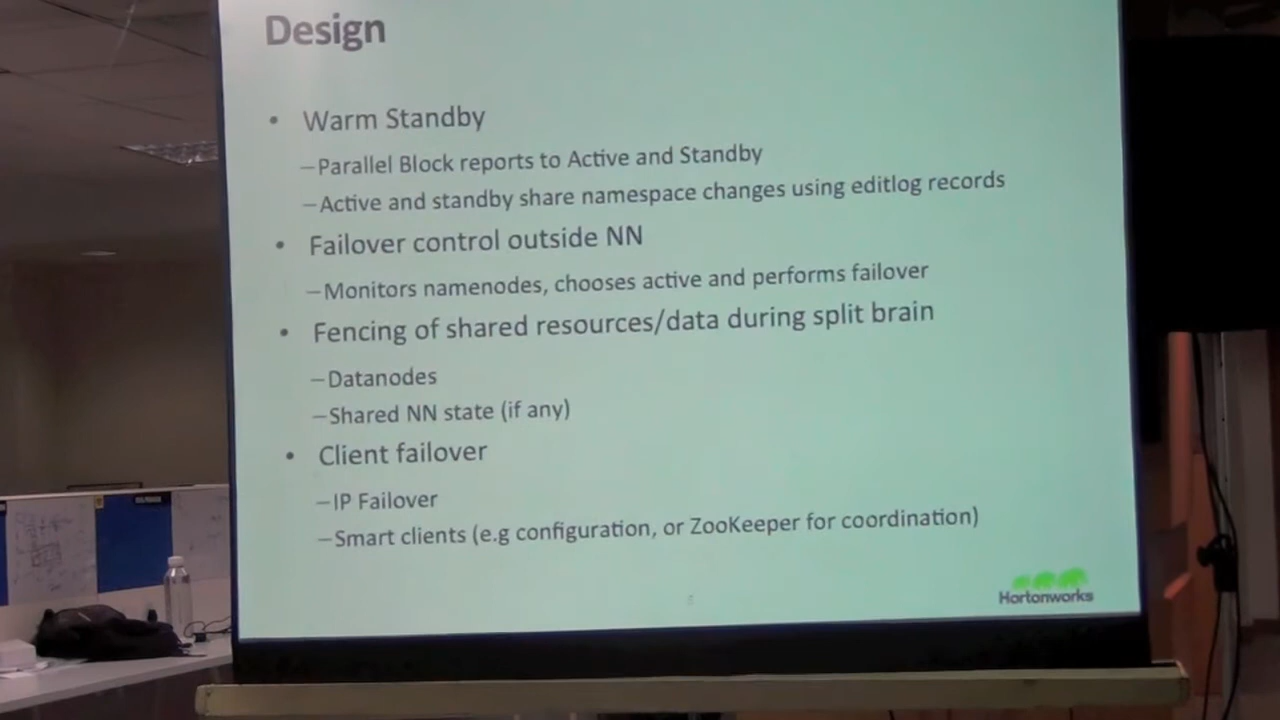 Design
• Warm Standby
–Parallel Block reports to Active and Standby
–Active and standby share namespace changes using editlog records
• Failover control outside NN
–Monitors namenodes, chooses active and performs failover
• Fencing of shared resources/data during split brain
–Datanodes
–Shared NN state (if any)
• Client failover
–IP Failover
–Smart clients (e.g configuration, or ZooKeeper for coordination)
Hortonworks